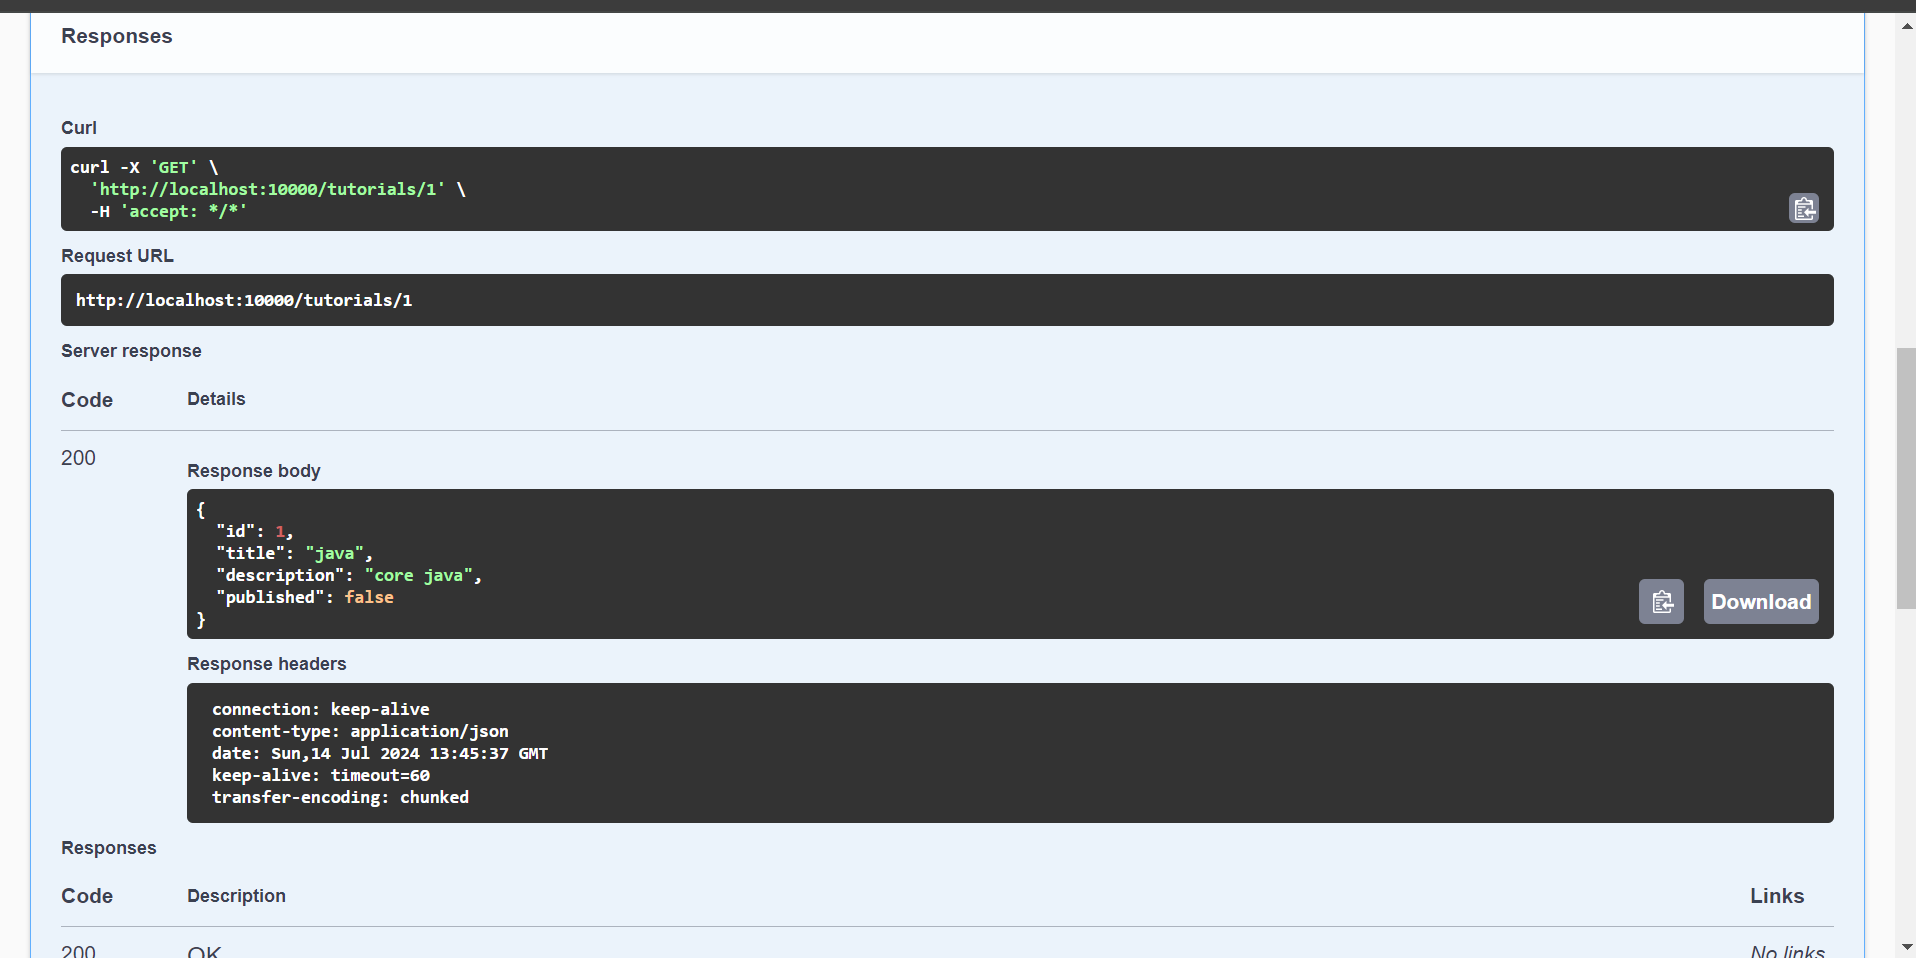 Responses
Curl
curl -X 'GET' \
  'http://localhost:10000/tutorials/1' \
  -H 'accept: */*'
Request URL
http://localhost:10000/tutorials/1
Server response
Code Details
200
Response body
{
  "id": 1,
  "title": "java",
  "description": "core java",
  "published": false
}
Download
Response headers
connection: keep-alive
content-type: application/json
date: Sun,14 Jul 2024 13:45:37 GMT
keep-alive: timeout=60
transfer-encoding: chunked
Responses
Code Description Links
200 OK No links